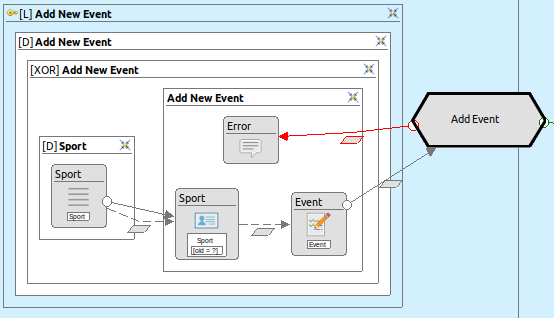 [L] Add New Event
[D] Add New Event
[XOR] Add New Event
Add New Event
Error
Add Event
[D] Sport
Sport
Sport
Sport
Sport
[oid = ?]
Event
Event